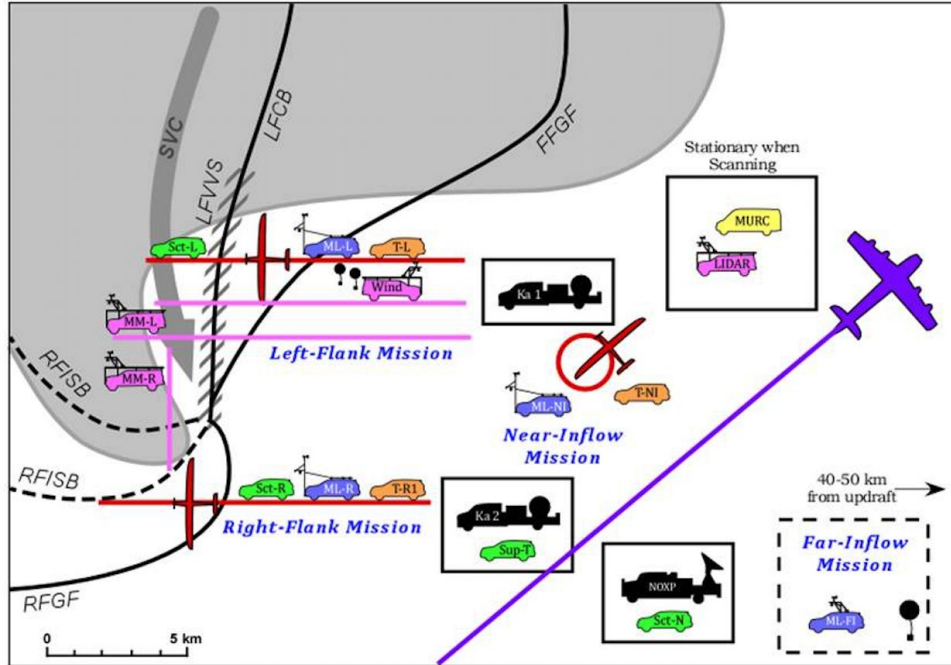 SVC
LFCB
LFVVS
FFGF
Stationary when
Scanning
MURC
LIDAR
Sct-L
ML-L
T-L
Wind
Ka 1
MM-L
Left-Flank Mission
MM-R
RFISB
ML-NI
T-NI
Near-Inflow
Mission
RFISB
Sct-R
ML-R
T-R1
Right-Flank Mission
Ka 2
Sup-T
40-50 km
from updraft
Far-Inflow
Mission
NOXP
Sct-N
ML-FI
RFGF
0 5 km